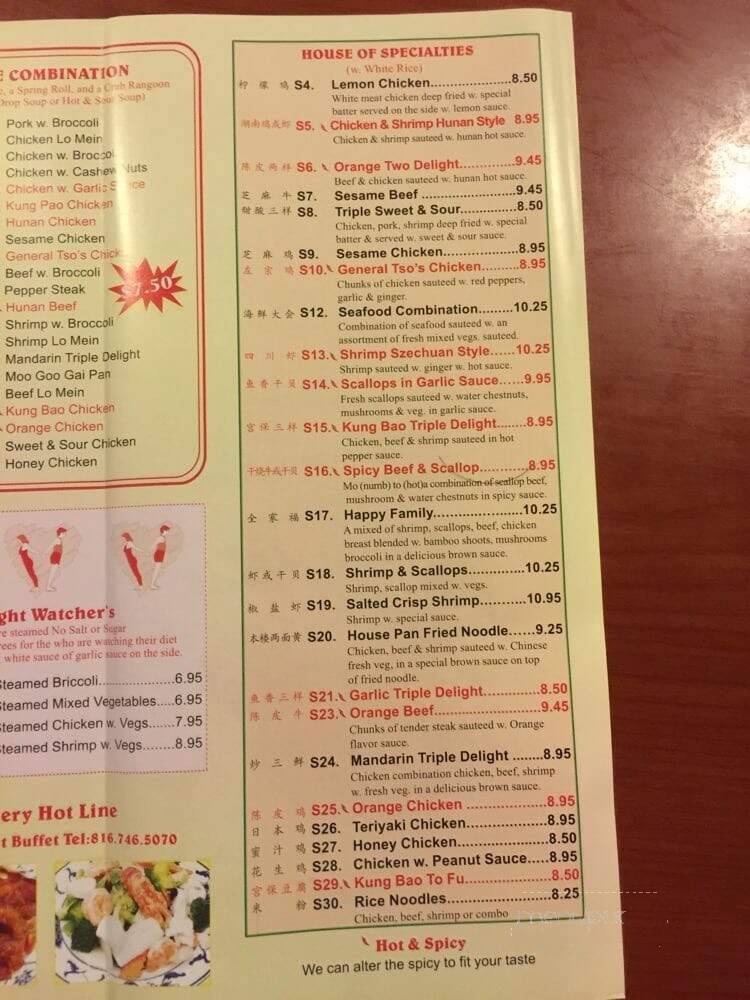 E COMBINATION
e, a Spring Roll, and a Crab Rangoon
Drop Soup or Hot & Sour Soup)
Pork w. Broccoli
Chicken Lo Mein
Chicken w. Broccoli
Chicken w. Cashew Nuts
Chicken w. Garlic Sauce
Kung Pao Chicken
Hunan Chicken
Sesame Chicken
General Tso's Chick
Beef w. Broccoli
Pepper Steak
$7.50
Hunan Beef
Shrimp w. Broccoli
Shrimp Lo Mein
Mandarin Triple Delight
Moo Goo Gai Pan
Beef Lo Mein
Kung Bao Chicken
Orange Chicken
Sweet & Sour Chicken
Honey Chicken
ght Watcher's
re steamed No Salt or Sugar
rees for the who are watching their diet
white sauce of garlic sauce on the side.
Steamed Briccoli.................6.95
Steamed Mixed Vegetables.....6.95
Steamed Chicken w. Vegs......7.95
Steamed Shrimp w. Vegs........8.95
ery Hot Line
t Buffet Tel:816.746.5070
HOUSE OF SPECIALTIES
(w. White Rice)
柠檬鸡 S4. Lemon Chicken.....................8.50
White meat chicken deep fried w. special
batter served on the side w. lemon sauce.
湖南鸡或虾 S5. Chicken & Shrimp Hunan Style 8.95
Chicken & shrimp sauteed w. hunan hot sauce.
陈皮两样 S6. Orange Two Delight.............9.45
Beef & chicken sauteed w. hunan hot sauce.
芝麻牛 S7. Sesame Beef .....................9.45
甜酸三样 S8. Triple Sweet & Sour.............8.50
Chicken, pork, shrimp deep fried w. special
batter & served w. sweet & sour sauce.
芝麻鸡 S9. Sesame Chicken..................8.95
左宗鸡 S10. General Tso's Chicken.........8.95
Chunks of chicken sauteed w. red peppers,
garlic & ginger.
海鲜大会 S12. Seafood Combination.........10.25
Combination of seafood sauteed w. an
assortment of fresh mixed vegs. sauteed.
四川虾 S13. Shrimp Szechuan Style......10.25
Shrimp sauteed w. ginger w. hot sauce.
鱼香干贝 S14. Scallops in Garlic Sauce......9.95
Fresh scallops sauteed w. water chestnuts,
mushrooms & veg. in garlic sauce.
宫保三样 S15. Kung Bao Triple Delight........8.95
Chicken, beef & shrimp sauteed in hot
pepper sauce.
干烧牛或干贝 S16. Spicy Beef & Scallop............8.95
Mo (numb) to (hot)a combination of scallop beef,
mushroom & water chestnuts in spicy sauce.
全家福 S17. Happy Family......................10.25
A mixed of shrimp, scallops, beef, chicken
breast blended w. bamboo shoots, mushrooms
broccoli in a delicious brown sauce.
虾或干贝 S18. Shrimp & Scallops..............10.25
Shrimp, scallop mixed w. vegs.
椒盐虾 S19. Salted Crisp Shrimp...........10.95
Shrimp w. special sauce.
本楼两面黄 S20. House Pan Fried Noodle......9.25
Chicken, beef & shrimp sauteed w. Chinese
fresh veg, in a special brown sauce on top
of fried noodle.
鱼香三样 S21. Garlic Triple Delight...............8.50
陈皮牛 S23. Orange Beef........................9.45
Chunks of tender steak sauteed w. Orange
flavor sauce.
炒三鲜 S24. Mandarin Triple Delight ........8.95
Chicken combination chicken, beef, shrimp
w. fresh veg. in a delicious brown sauce.
陈皮鸡 S25. Orange Chicken ...................8.95
日本鸡 S26. Teriyaki Chicken...................8.95
蜜汁鸡 S27. Honey Chicken.....................8.50
花生鸡 S28. Chicken w. Peanut Sauce.....8.95
宫保豆腐 S29. Kung Bao To Fu...................8.50
米粉 S30. Rice Noodles........................8.25
Chicken, beef, shrimp or combo
Hot & Spicy
We can alter the spicy to fit your taste